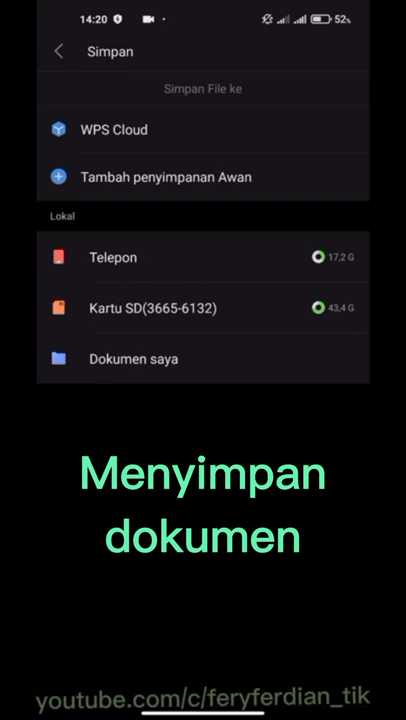 14:20 52%
Simpan
Simpan File ke
WPS Cloud
Tambah penyimpanan Awan
Lokal
Telepon 17,2 G
Kartu SD(3665-6132) 43,4 G
Dokumen saya
Menyimpan
dokumen
youtube.com/c/feryferdian_tik